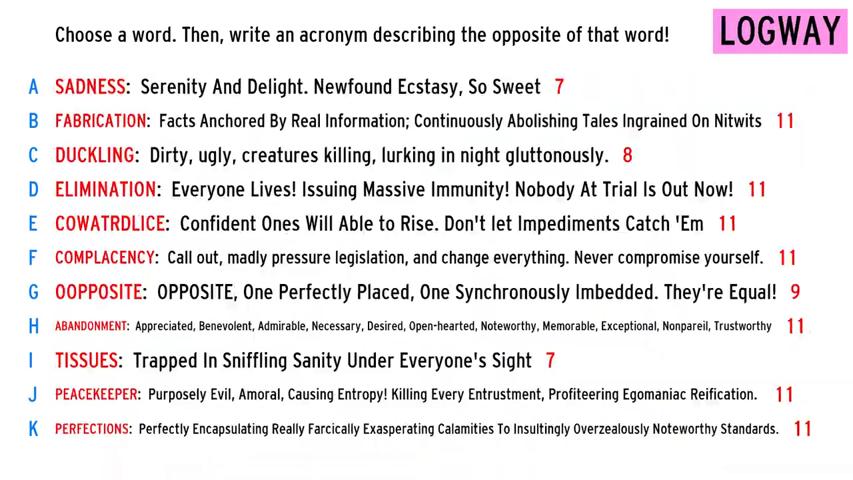 Choose a word. Then, write an acronym describing the opposite of that word!
LOGWAY
A SADNESS: Serenity And Delight. Newfound Ecstasy, So Sweet 7
B FABRICATION: Facts Anchored By Real Information; Continuously Abolishing Tales Ingrained On Nitwits 11
C DUCKLING: Dirty, ugly, creatures killing, lurking in night gluttonously. 8
D ELIMINATION: Everyone Lives! Issuing Massive Immunity! Nobody At Trial Is Out Now! 11
E COWATRDLICE: Confident Ones Will Able to Rise. Don't let Impediments Catch 'Em 11
F COMPLACENCY: Call out, madly pressure legislation, and change everything. Never compromise yourself. 11
G OOPPOSITE: OPPOSITE, One Perfectly Placed, One Synchronously Imbedded. They're Equal! 9
H ABANDONMENT: Appreciated, Benevolent, Admirable, Necessary, Desired, Open-hearted, Noteworthy, Memorable, Exceptional, Nonpareil, Trustworthy 11
I TISSUES: Trapped In Sniffling Sanity Under Everyone's Sight 7
J PEACEKEEPER: Purposely Evil, Amoral, Causing Entropy! Killing Every Entrustment, Profiteering Egomaniac Reification. 11
K PERFECTIONS: Perfectly Encapsulating Really Farcically Exasperating Calamities To Insultingly Overzealously Noteworthy Standards. 11